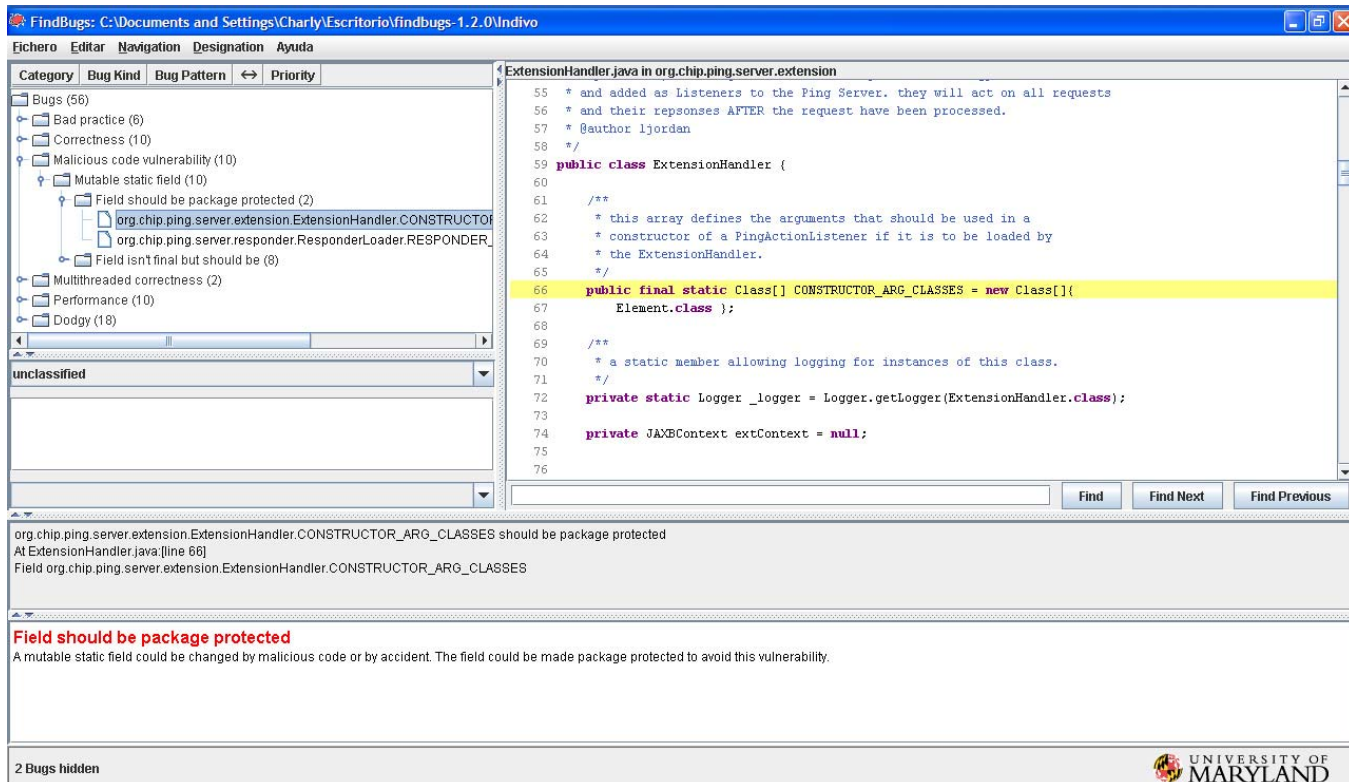 FindBugs: C:\Documents and Settings\Charly\Escritorio\findbugs-1.2.0\Indivo
Fichero Editar Navigation Designation Ayuda
Category Bug Kind Bug Pattern ↔ Priority
Bugs (56)
Bad practice (6)
Correctness (10)
Malicious code vulnerability (10)
Mutable static field (10)
Field should be package protected (2)
org.chip.ping.server.extension.ExtensionHandler.CONSTRUCTOR
org.chip.ping.server.responder.ResponderLoader.RESPONDER_
Field isn't final but should be (8)
Multithreaded correctness (2)
Performance (10)
Dodgy (18)
unclassified
ExtensionHandler.java in org.chip.ping.server.extension
55 * and added as Listeners to the Ping Server. they will act on all requests
56 * and their repsonses AFTER the request have been processed.
57 * @author ljordan
58 */
59 public class ExtensionHandler {
60
61 /**
62 * this array defines the arguments that should be used in a
63 * constructor of a PingActionListener if it is to be loaded by
64 * the ExtensionHandler.
65 */
66 public final static Class[] CONSTRUCTOR_ARG_CLASSES = new Class[]{
67 Element.class };
68
69 /**
70 * a static member allowing logging for instances of this class.
71 */
72 private static Logger _logger = Logger.getLogger(ExtensionHandler.class);
73
74 private JAXBContext extContext = null;
75
76
Find Find Next Find Previous
org.chip.ping.server.extension.ExtensionHandler.CONSTRUCTOR_ARG_CLASSES should be package protected
At ExtensionHandler.java:[line 66]
Field org.chip.ping.server.extension.ExtensionHandler.CONSTRUCTOR_ARG_CLASSES
Field should be package protected
A mutable static field could be changed by malicious code or by accident. The field could be made package protected to avoid this vulnerability.
2 Bugs hidden
UNIVERSITY OF
MARYLAND